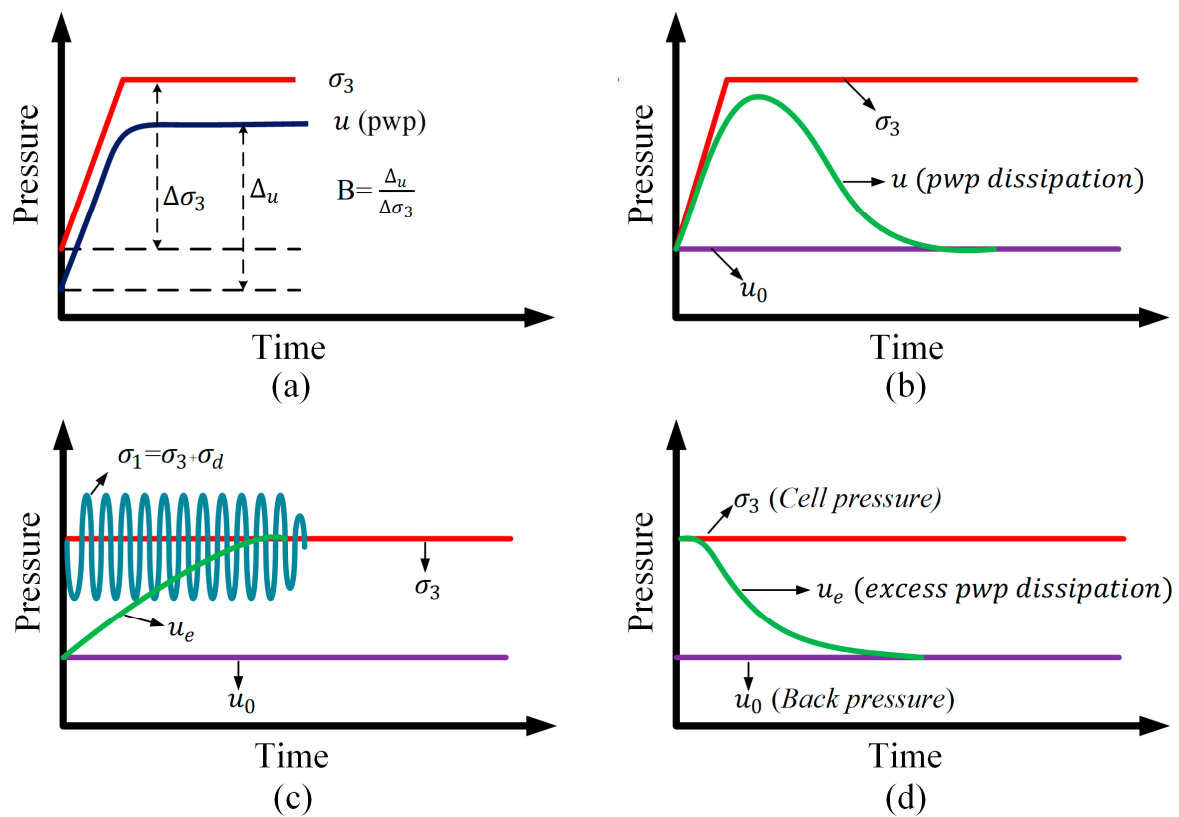 Pressure
σ₃
u (pwp)
Δσ₃
Δᵤ
B= Δᵤ/Δσ₃
Time
(a)
Pressure
σ₃
u (pwp dissipation)
u₀
Time
(b)
Pressure
σ₁=σ₃+σd
σ₃
uₑ
u₀
Time
(c)
Pressure
σ₃ (Cell pressure)
uₑ (excess pwp dissipation)
u₀ (Back pressure)
Time
(d)